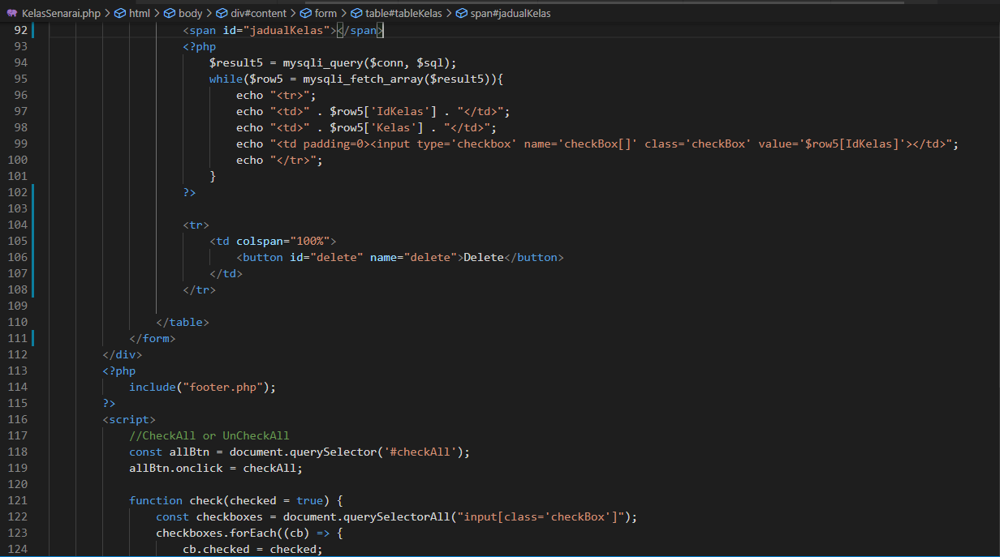 KelasSenarai.php > html > body > div#content > form > table#tableKelas > span#jadualKelas
92 <span id="jadualKelas"></span>
93 <?php
94 $result5 = mysqli_query($conn, $sql);
95 while($row5 = mysqli_fetch_array($result5)){
96 echo "<tr>";
97 echo "<td>" . $row5['IdKelas'] . "</td>";
98 echo "<td>" . $row5['Kelas'] . "</td>";
99 echo "<td padding=0><input type='checkbox' name='checkBox[]' class='checkBox' value='$row5[IdKelas]'></td>";
100 echo "</tr>";
101 }
102 ?>
103
104 <tr>
105 <td colspan="100%">
106 <button id="delete" name="delete">Delete</button>
107 </td>
108 </tr>
109
110 </table>
111 </form>
112 </div>
113 <?php
114 include("footer.php");
115 ?>
116 <script>
117 //CheckAll or UnCheckAll
118 const allBtn = document.querySelector('#checkAll');
119 allBtn.onclick = checkAll;
120
121 function check(checked = true) {
122 const checkboxes = document.querySelectorAll("input[class='checkBox']");
123 checkboxes.forEach((cb) => {
124 cb.checked = checked;